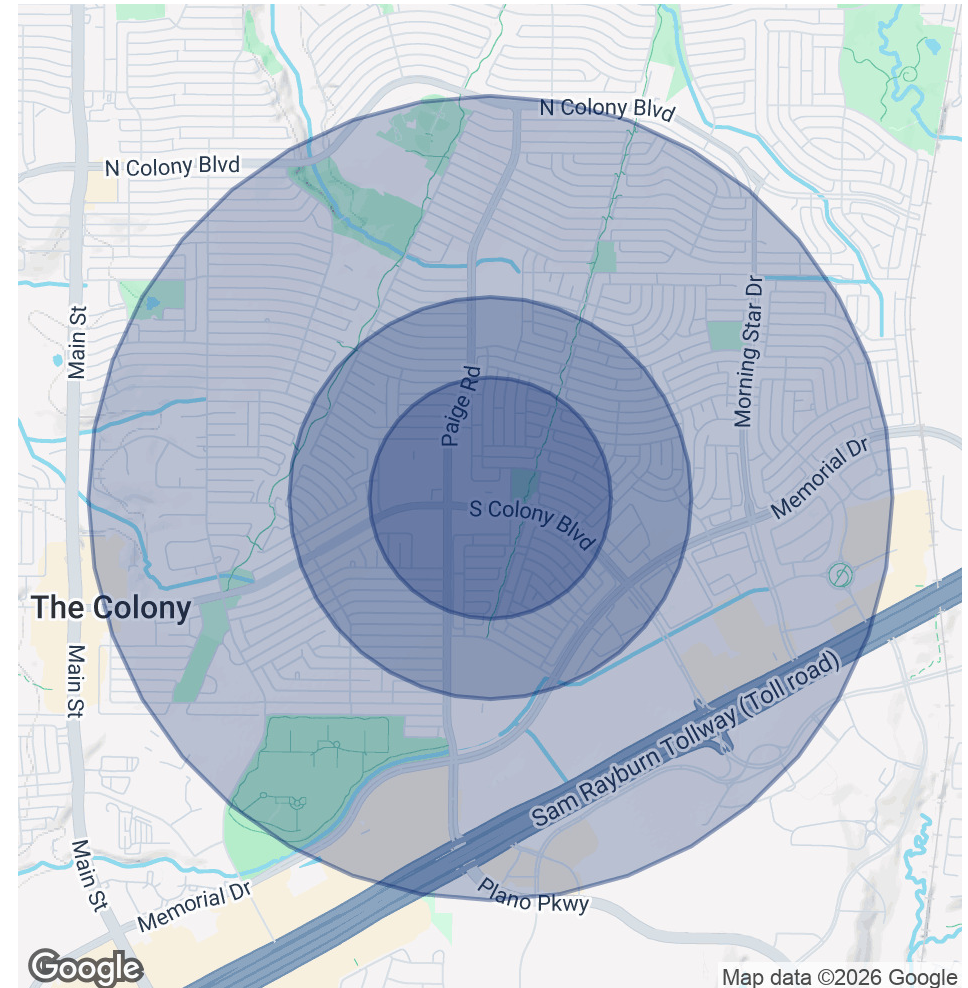 N Colony Blvd
N Colony Blvd
Main St
Morning Star Dr
Paige Rd
Memorial Dr
S Colony Blvd
The Colony
Main St
Sam Rayburn Tollway (Toll road)
Main St
Memorial Dr
Plano Pkwy
Google
Map data ©2026 Google